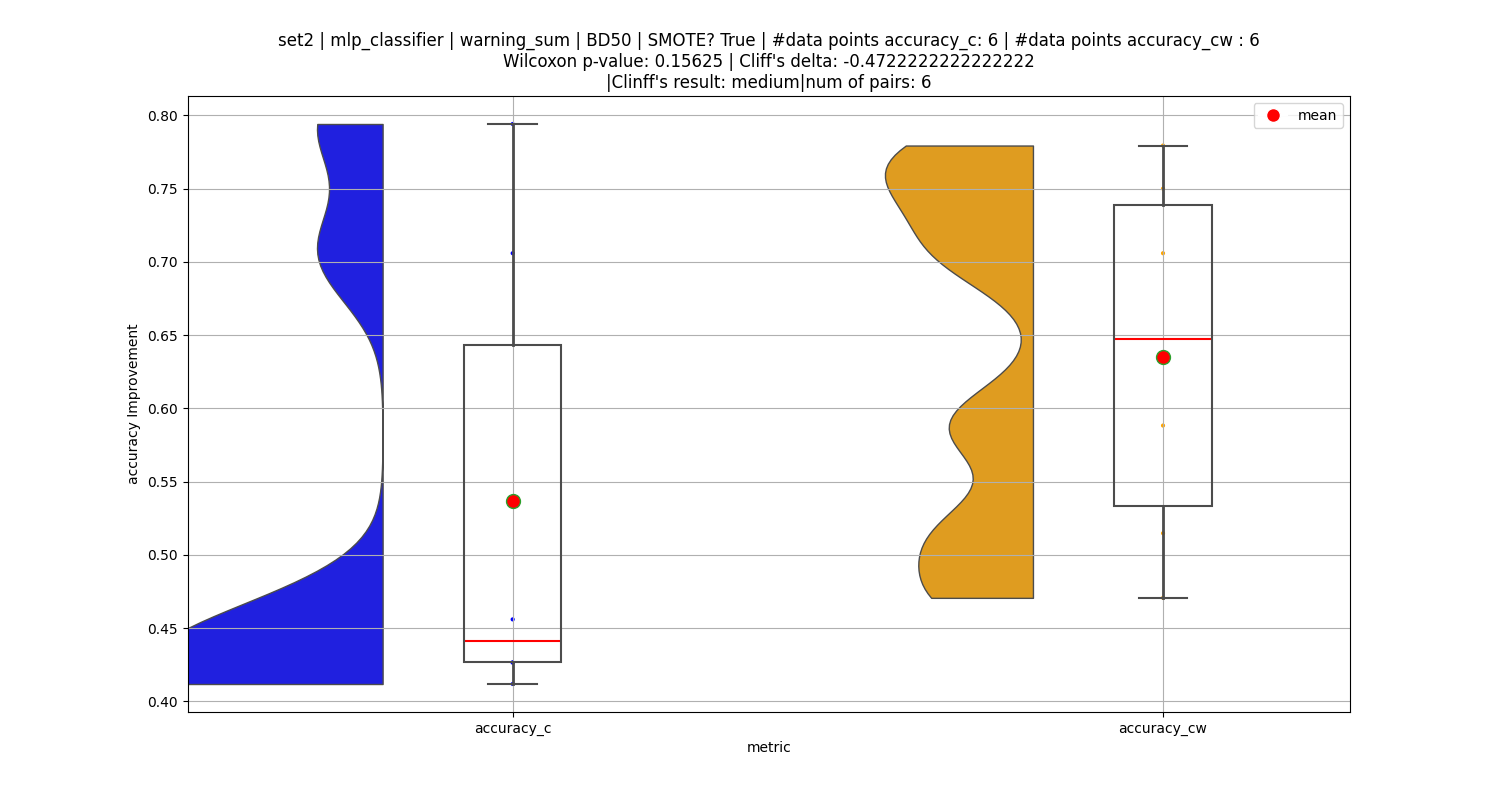 set2 | mlp_classifier | warning_sum | BD50 | SMOTE? True | #data points accuracy_c: 6 | #data points accuracy_cw : 6
Wilcoxon p-value: 0.15625 | Cliff's delta: -0.4722222222222222
|Clinff's result: medium|num of pairs: 6
mean
0.80
0.75
0.70
0.65
0.60
0.55
0.50
0.45
0.40
accuracy Improvement
accuracy_c
accuracy_cw
metric